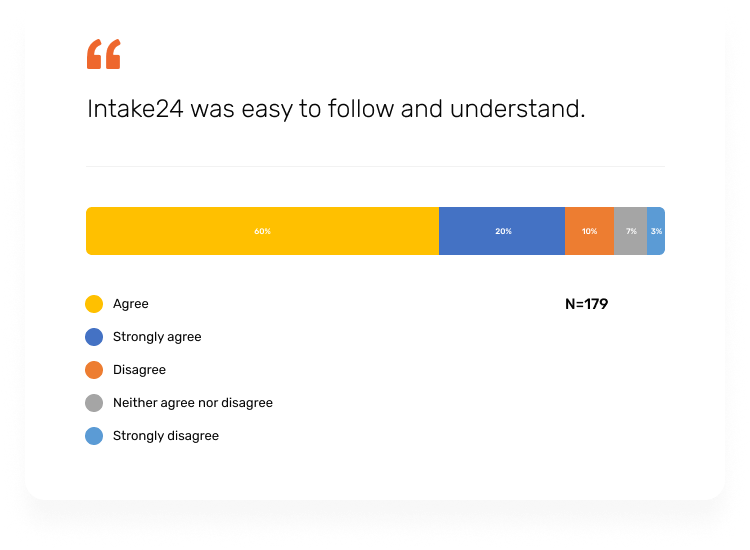 “
Intake24 was easy to follow and understand.
60% 20% 10% 7% 3%
Agree
N=179
Strongly agree
Disagree
Neither agree nor disagree
Strongly disagree